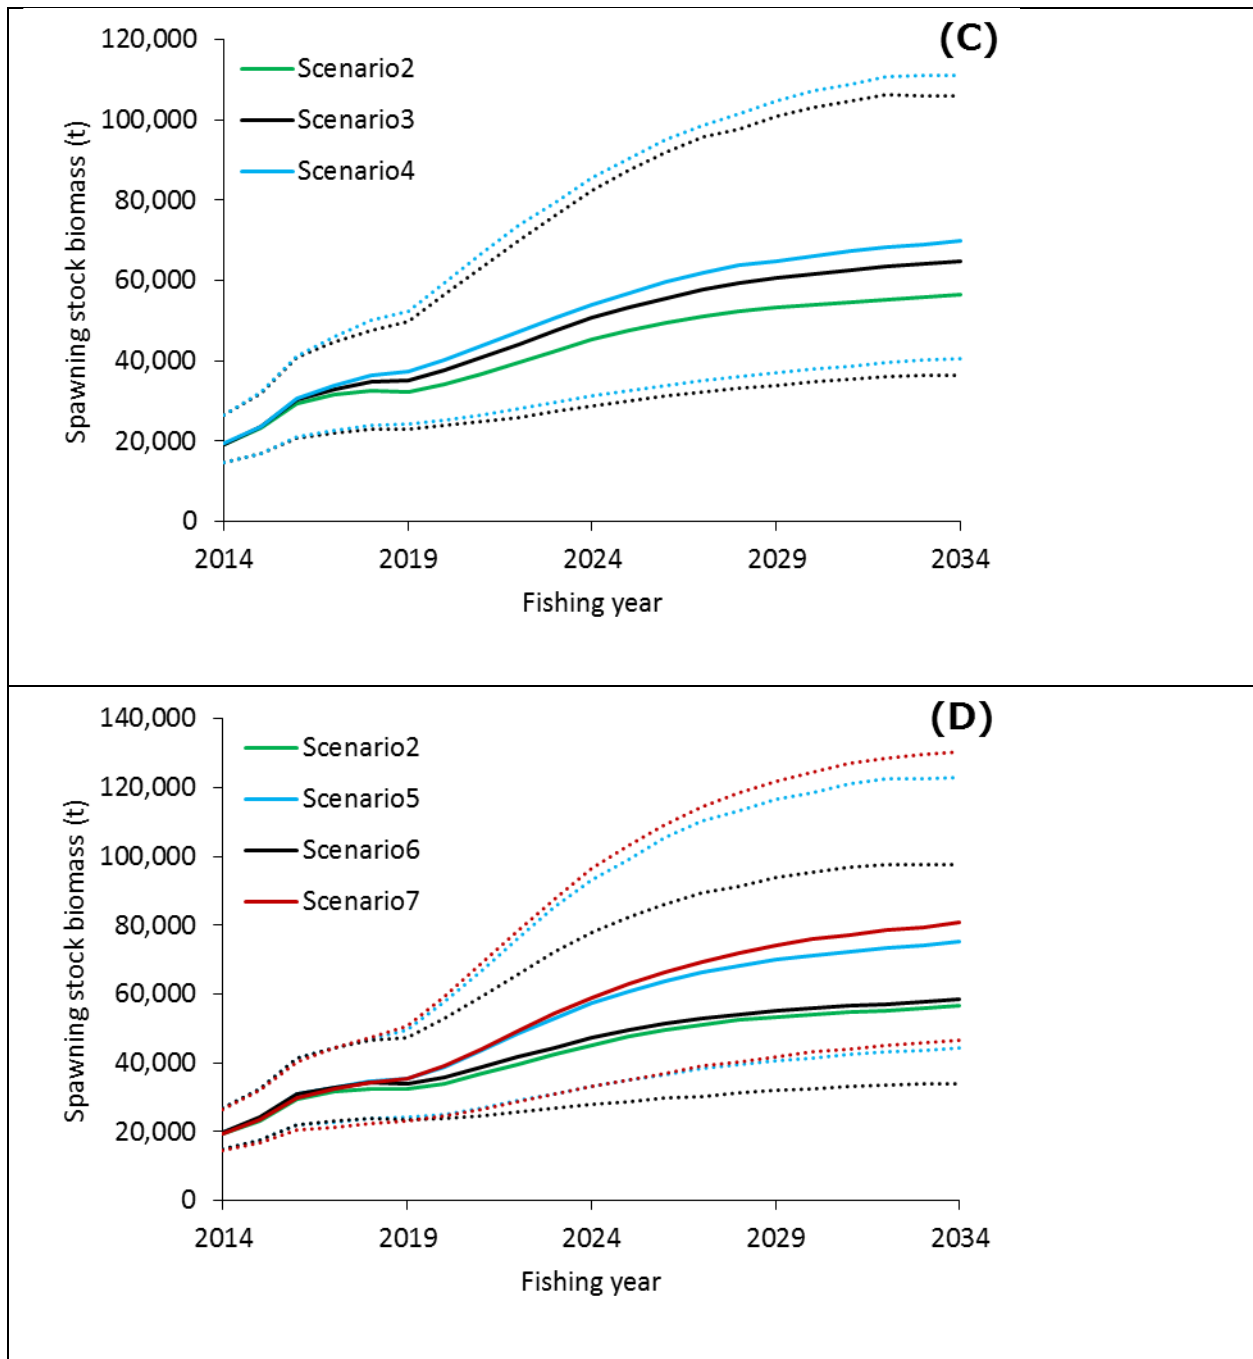 (C)
120,000
100,000
80,000
60,000
40,000
20,000
0
Spawning stock biomass (t)
Scenario2
Scenario3
Scenario4
2014 2019 2024 2029 2034
Fishing year
(D)
140,000
120,000
100,000
80,000
60,000
40,000
20,000
0
Spawning stock biomass (t)
Scenario2
Scenario5
Scenario6
Scenario7
2014 2019 2024 2029 2034
Fishing year